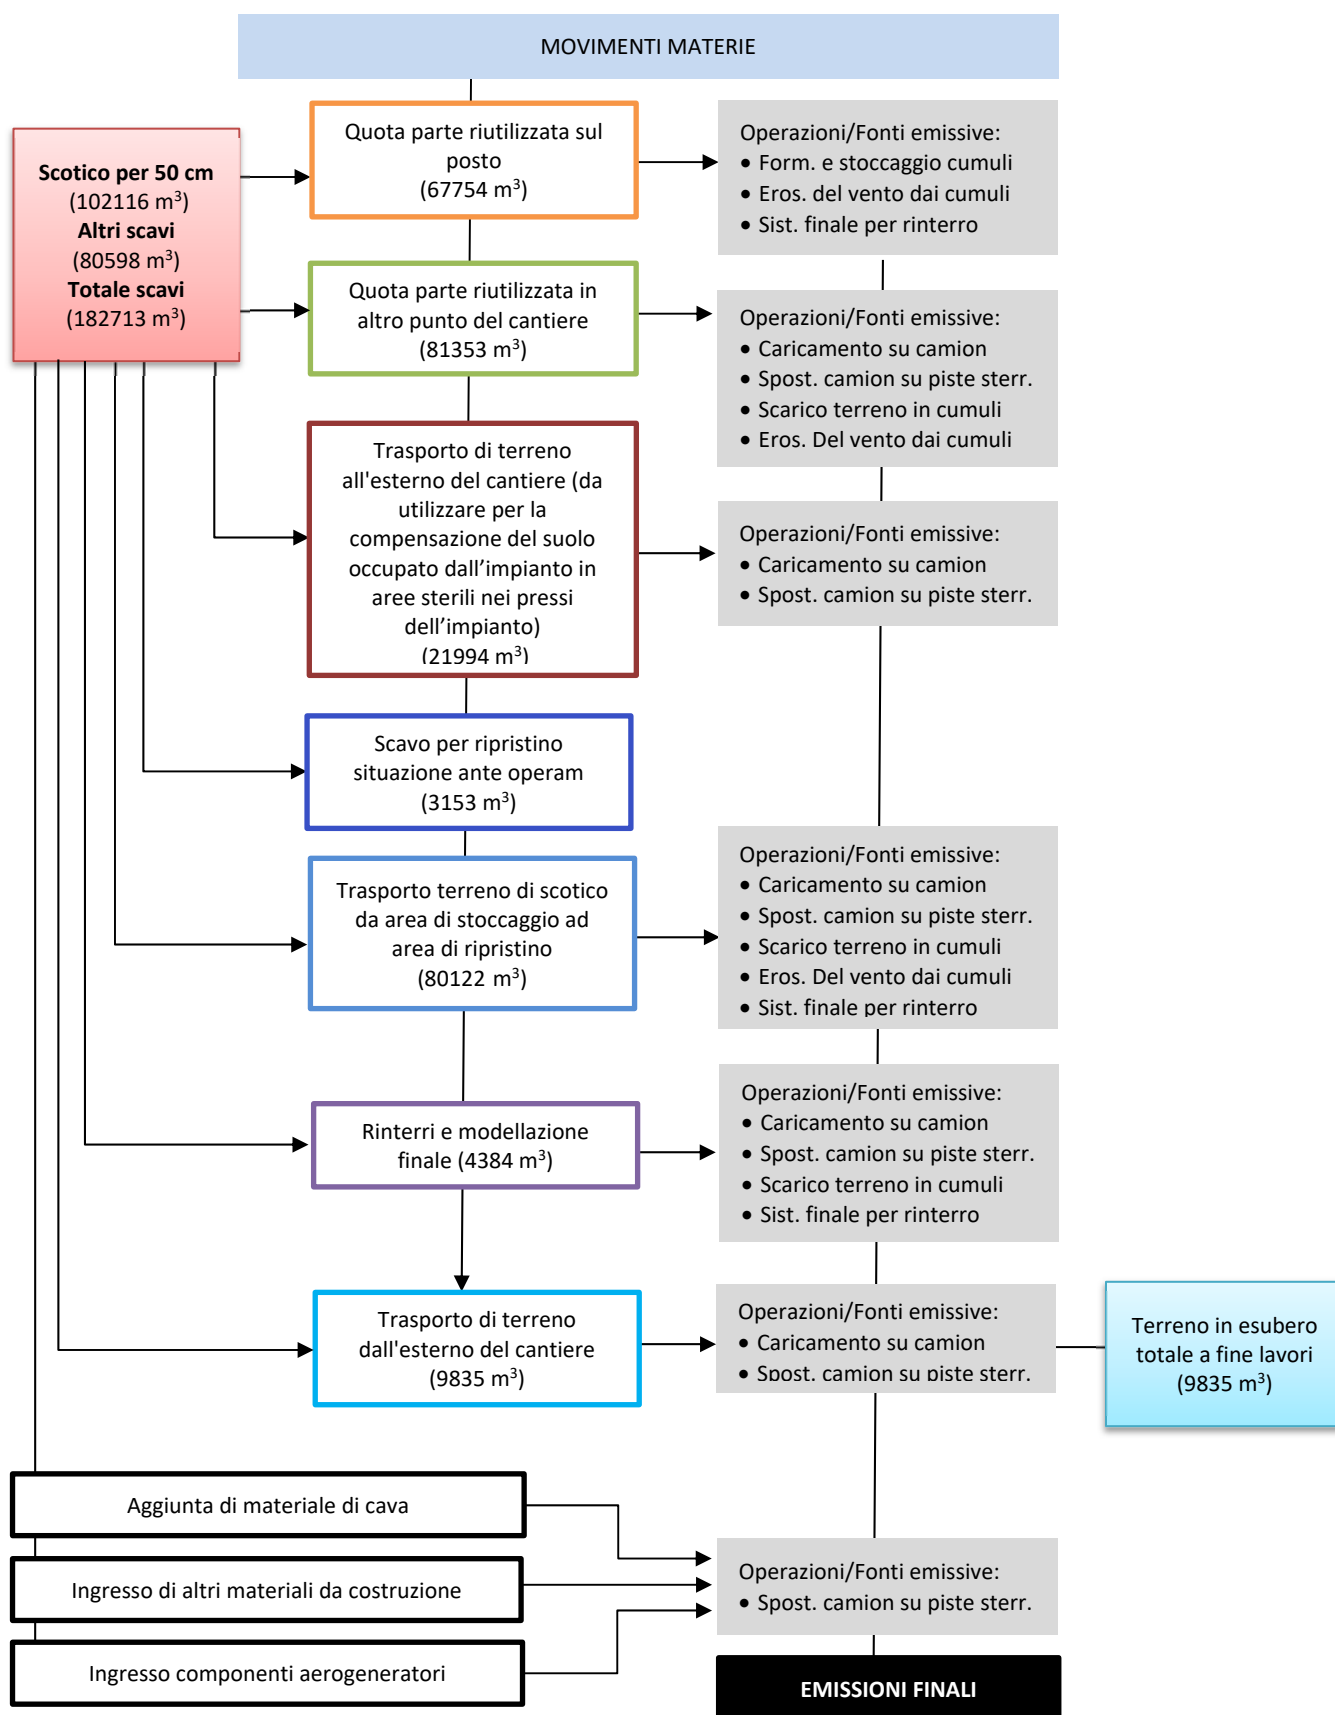 MOVIMENTI MATERIE
Scotico per 50 cm
(102116 m³)
Altri scavi
(80598 m³)
Totale scavi
(182713 m³)
Quota parte riutilizzata sul
posto
(67754 m³)
Operazioni/Fonti emissive:
• Form. e stoccaggio cumuli
• Eros. del vento dai cumuli
• Sist. finale per rinterro
Quota parte riutilizzata in
altro punto del cantiere
(81353 m³)
Operazioni/Fonti emissive:
• Caricamento su camion
• Spost. camion su piste sterr.
• Scarico terreno in cumuli
• Eros. Del vento dai cumuli
Trasporto di terreno
all'esterno del cantiere (da
utilizzare per la
compensazione del suolo
occupato dall’impianto in
aree sterili nei pressi
dell’impianto)
(21994 m³)
Operazioni/Fonti emissive:
• Caricamento su camion
• Spost. camion su piste sterr.
Scavo per ripristino
situazione ante operam
(3153 m³)
Trasporto terreno di scotico
da area di stoccaggio ad
area di ripristino
(80122 m³)
Operazioni/Fonti emissive:
• Caricamento su camion
• Spost. camion su piste sterr.
• Scarico terreno in cumuli
• Eros. Del vento dai cumuli
• Sist. finale per rinterro
Rinterri e modellazione
finale (4384 m³)
Operazioni/Fonti emissive:
• Caricamento su camion
• Spost. camion su piste sterr.
• Scarico terreno in cumuli
• Sist. finale per rinterro
Trasporto di terreno
dall'esterno del cantiere
(9835 m³)
Operazioni/Fonti emissive:
• Caricamento su camion
• Spost. camion su piste sterr.
Terreno in esubero
totale a fine lavori
(9835 m³)
Aggiunta di materiale di cava
Ingresso di altri materiali da costruzione
Ingresso componenti aerogeneratori
Operazioni/Fonti emissive:
• Spost. camion su piste sterr.
EMISSIONI FINALI